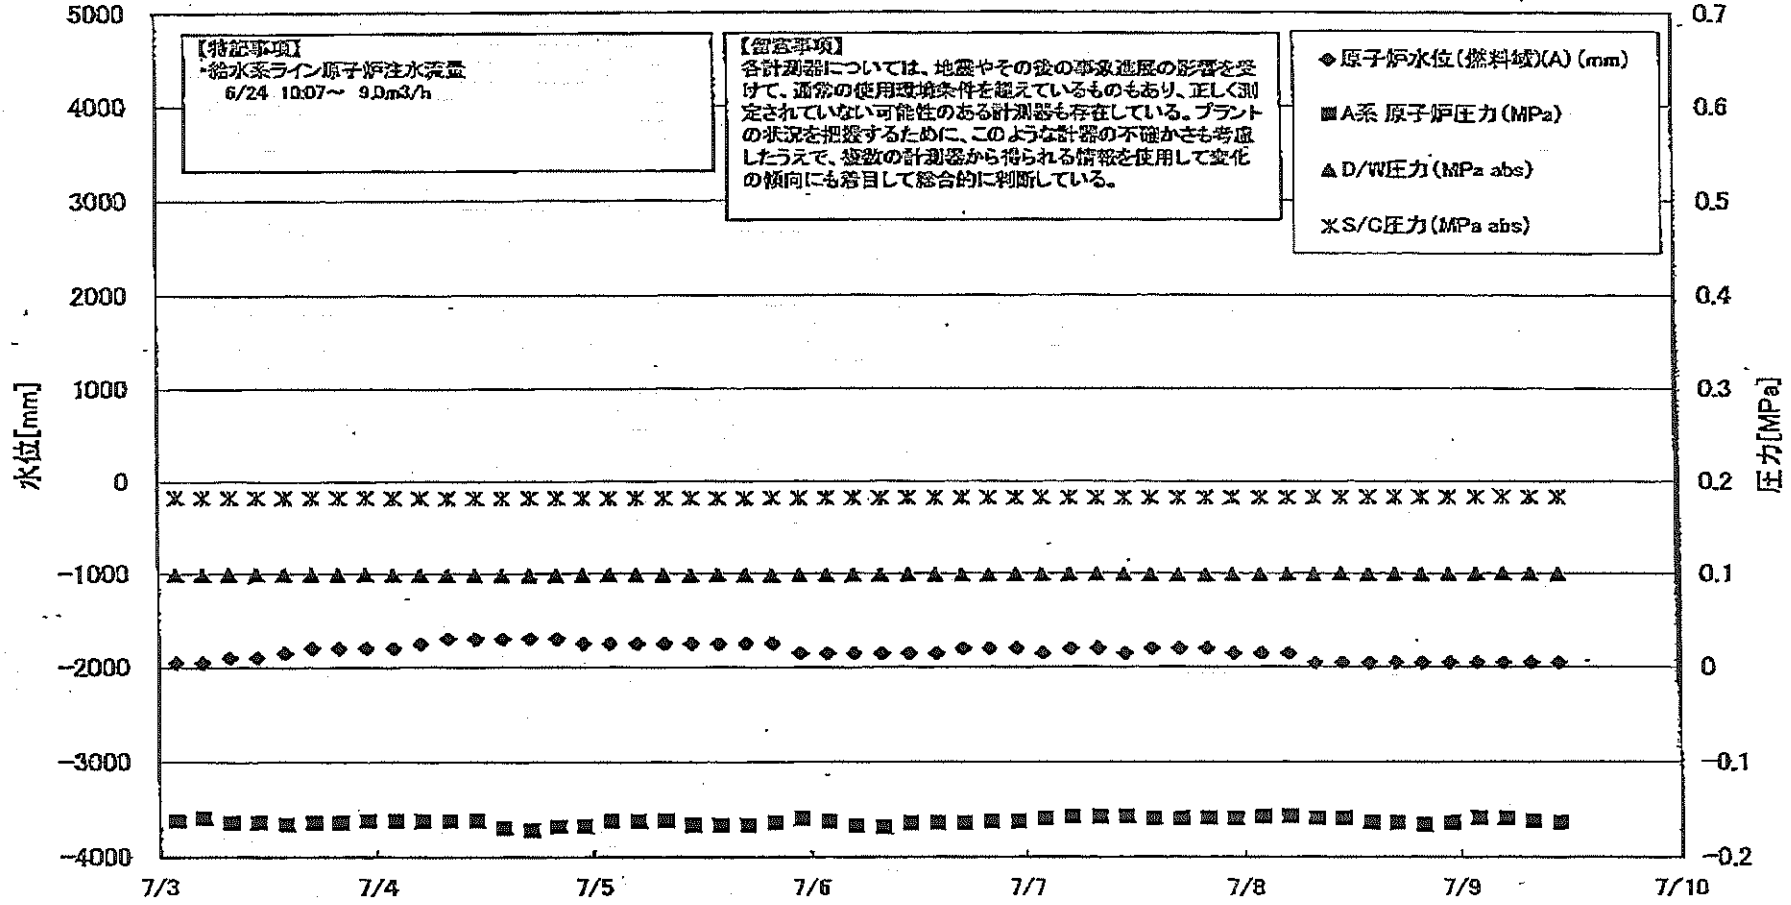 【特記事項】
・給水系ライン原子炉注水流量
6/24 10:07～ 9.0m3/h
【留意事項】
各計測器については、地震やその後の事象進展の影響を受
けて、通常の使用環境条件を超えているものもあり、正しく測
定されていない可能性のある計測器も存在している。プラント
の状況を把握するために、このような計器の不確かさも考慮
したうえで、複数の計測器から得られる情報を使用して変化
の傾向にも着目して総合的に判断している。
◆原子炉水位(燃料域)(A) (mm)
■A系 原子炉圧力(MPa)
▲D/W圧力(MPa abs)
S/C圧力(MPa abs)
水位[mm]
5000
4000
3000
2000
1000
0
-1000
-2000
-3000
-4000
圧力[MPa]
0.7
0.6
0.5
0.4
0.3
0.2
0.1
0
-0.1
-0.2
7/3 7/4 7/5 7/6 7/7 7/8 7/9 7/10